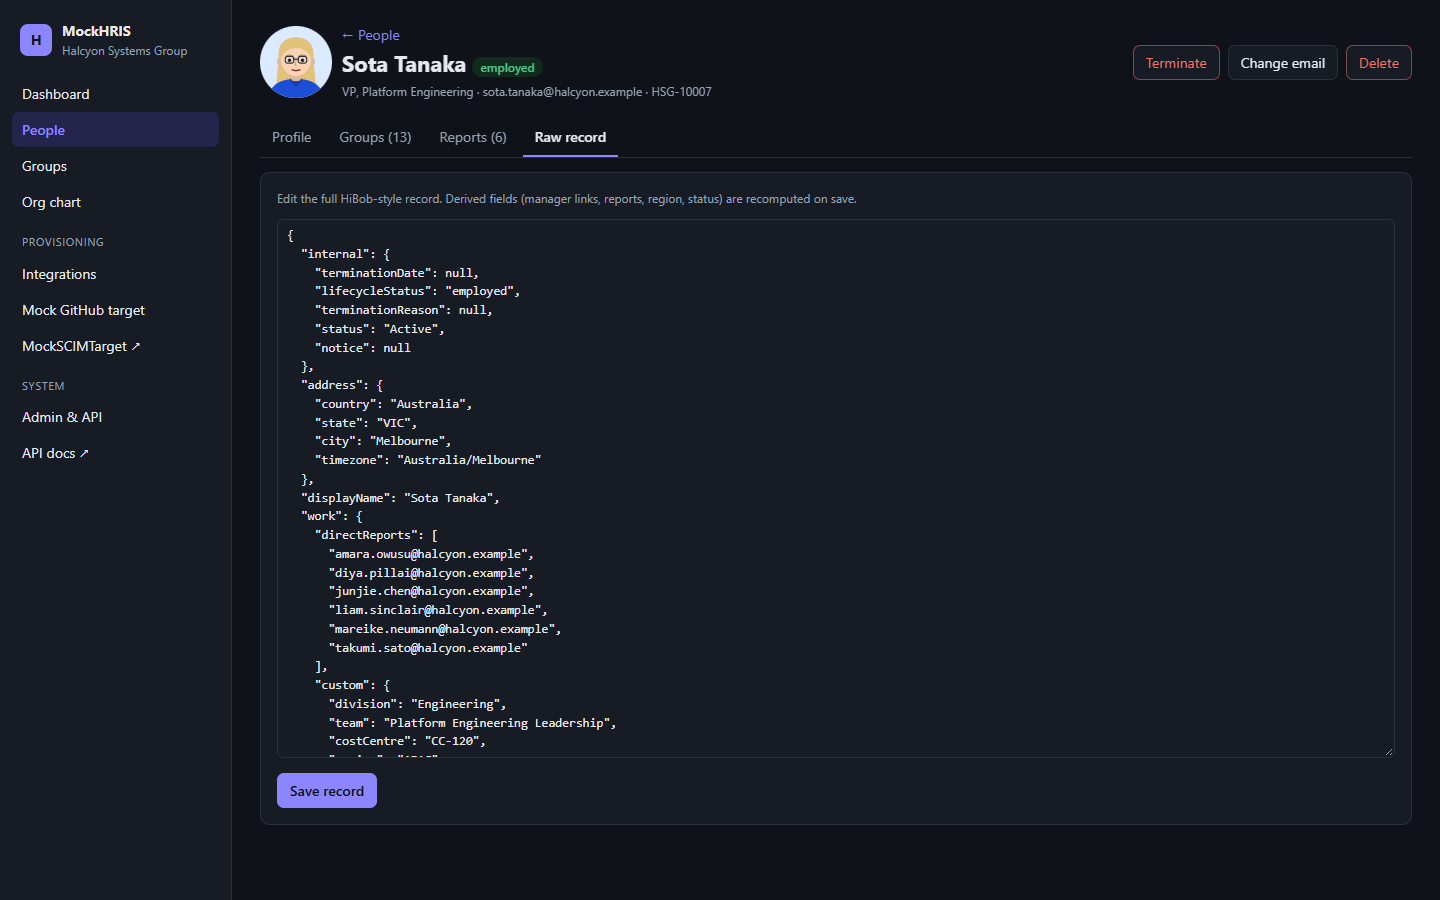 H
MockHRIS
Halcyon Systems Group
Dashboard
People
Groups
Org chart
PROVISIONING
Integrations
Mock GitHub target
MockSCIMTarget ↗
SYSTEM
Admin & API
API docs ↗
← People
Sota Tanaka employed
VP, Platform Engineering · sota.tanaka@halcyon.example · HSG-10007
Terminate
Change email
Delete
Profile
Groups (13)
Reports (6)
Raw record
Edit the full HiBob-style record. Derived fields (manager links, reports, region, status) are recomputed on save.
{
"internal": {
"terminationDate": null,
"lifecycleStatus": "employed",
"terminationReason": null,
"status": "Active",
"notice": null
},
"address": {
"country": "Australia",
"state": "VIC",
"city": "Melbourne",
"timezone": "Australia/Melbourne"
},
"displayName": "Sota Tanaka",
"work": {
"directReports": [
"amara.owusu@halcyon.example",
"diya.pillai@halcyon.example",
"junjie.chen@halcyon.example",
"liam.sinclair@halcyon.example",
"mareike.neumann@halcyon.example",
"takumi.sato@halcyon.example"
],
"custom": {
"division": "Engineering",
"team": "Platform Engineering Leadership",
"costCentre": "CC-120",
Save record